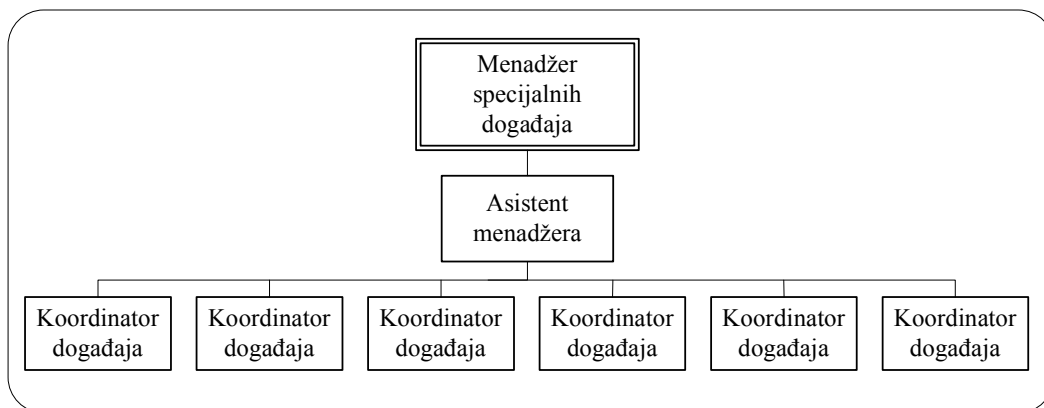 Menadžer
specijalnih
događaja
Asistent
menadžera
Koordinator
događaja
Koordinator
događaja
Koordinator
događaja
Koordinator
događaja
Koordinator
događaja
Koordinator
događaja